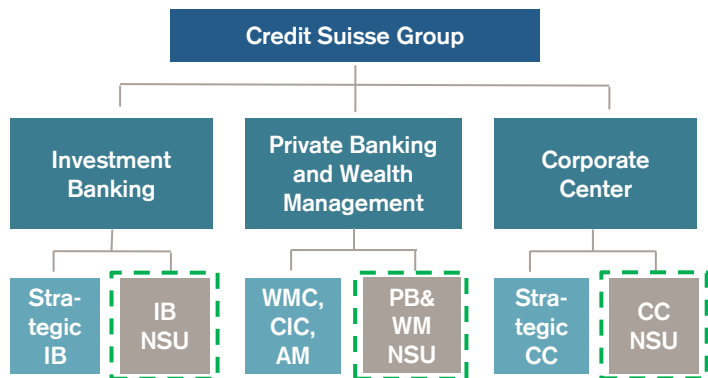 Credit Suisse Group
Investment
Banking
Private Banking
and Wealth
Management
Corporate
Center
Stra-
tegic
IB
IB
NSU
WMC,
CIC,
AM
PB&
WM
NSU
Stra-
tegic
CC
CC
NSU